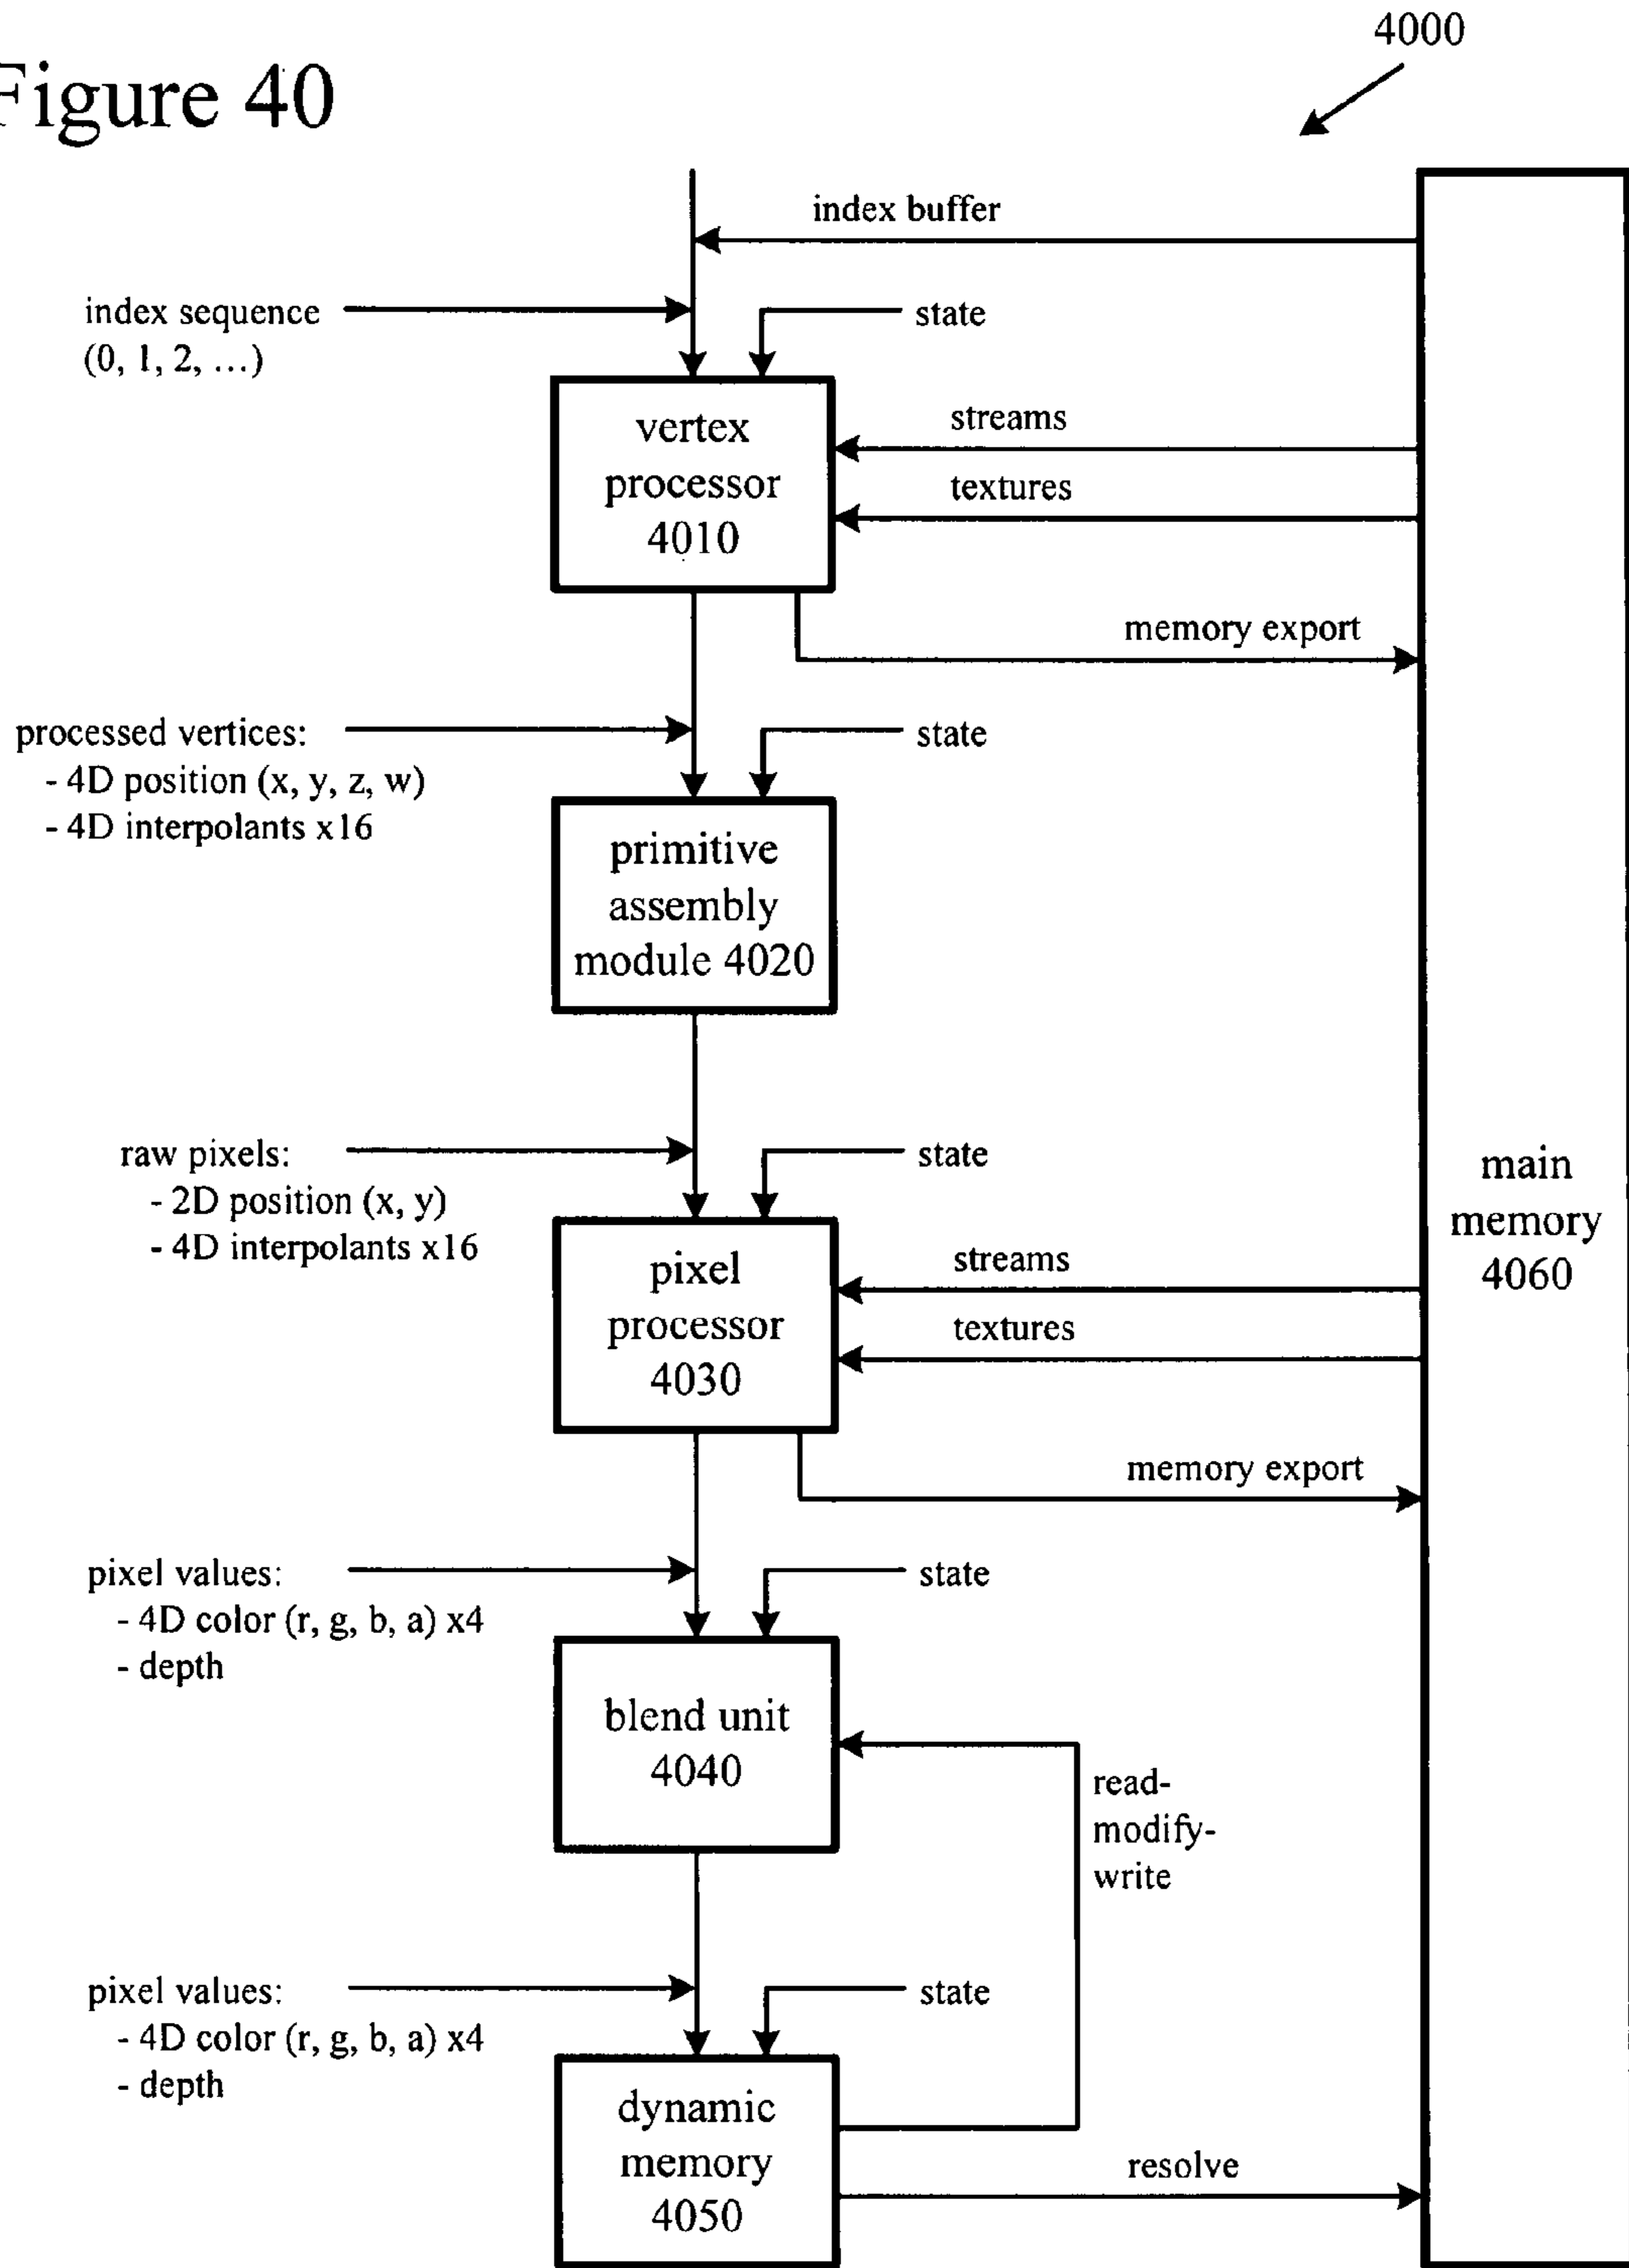 4000
Figure 40
index buffer
index sequence
(0, 1, 2, ...)
state
vertex
processor
4010
streams
textures
memory export
processed vertices:
- 4D position (x, y, z, w)
- 4D interpolants x16
state
primitive
assembly
module 4020
raw pixels:
- 2D position (x, y)
- 4D interpolants x16
state
main
memory
4060
pixel
processor
4030
streams
textures
memory export
pixel values:
- 4D color (r, g, b, a) x4
- depth
state
blend unit
4040
read-
modify-
write
pixel values:
- 4D color (r, g, b, a) x4
- depth
state
dynamic
memory
4050
resolve